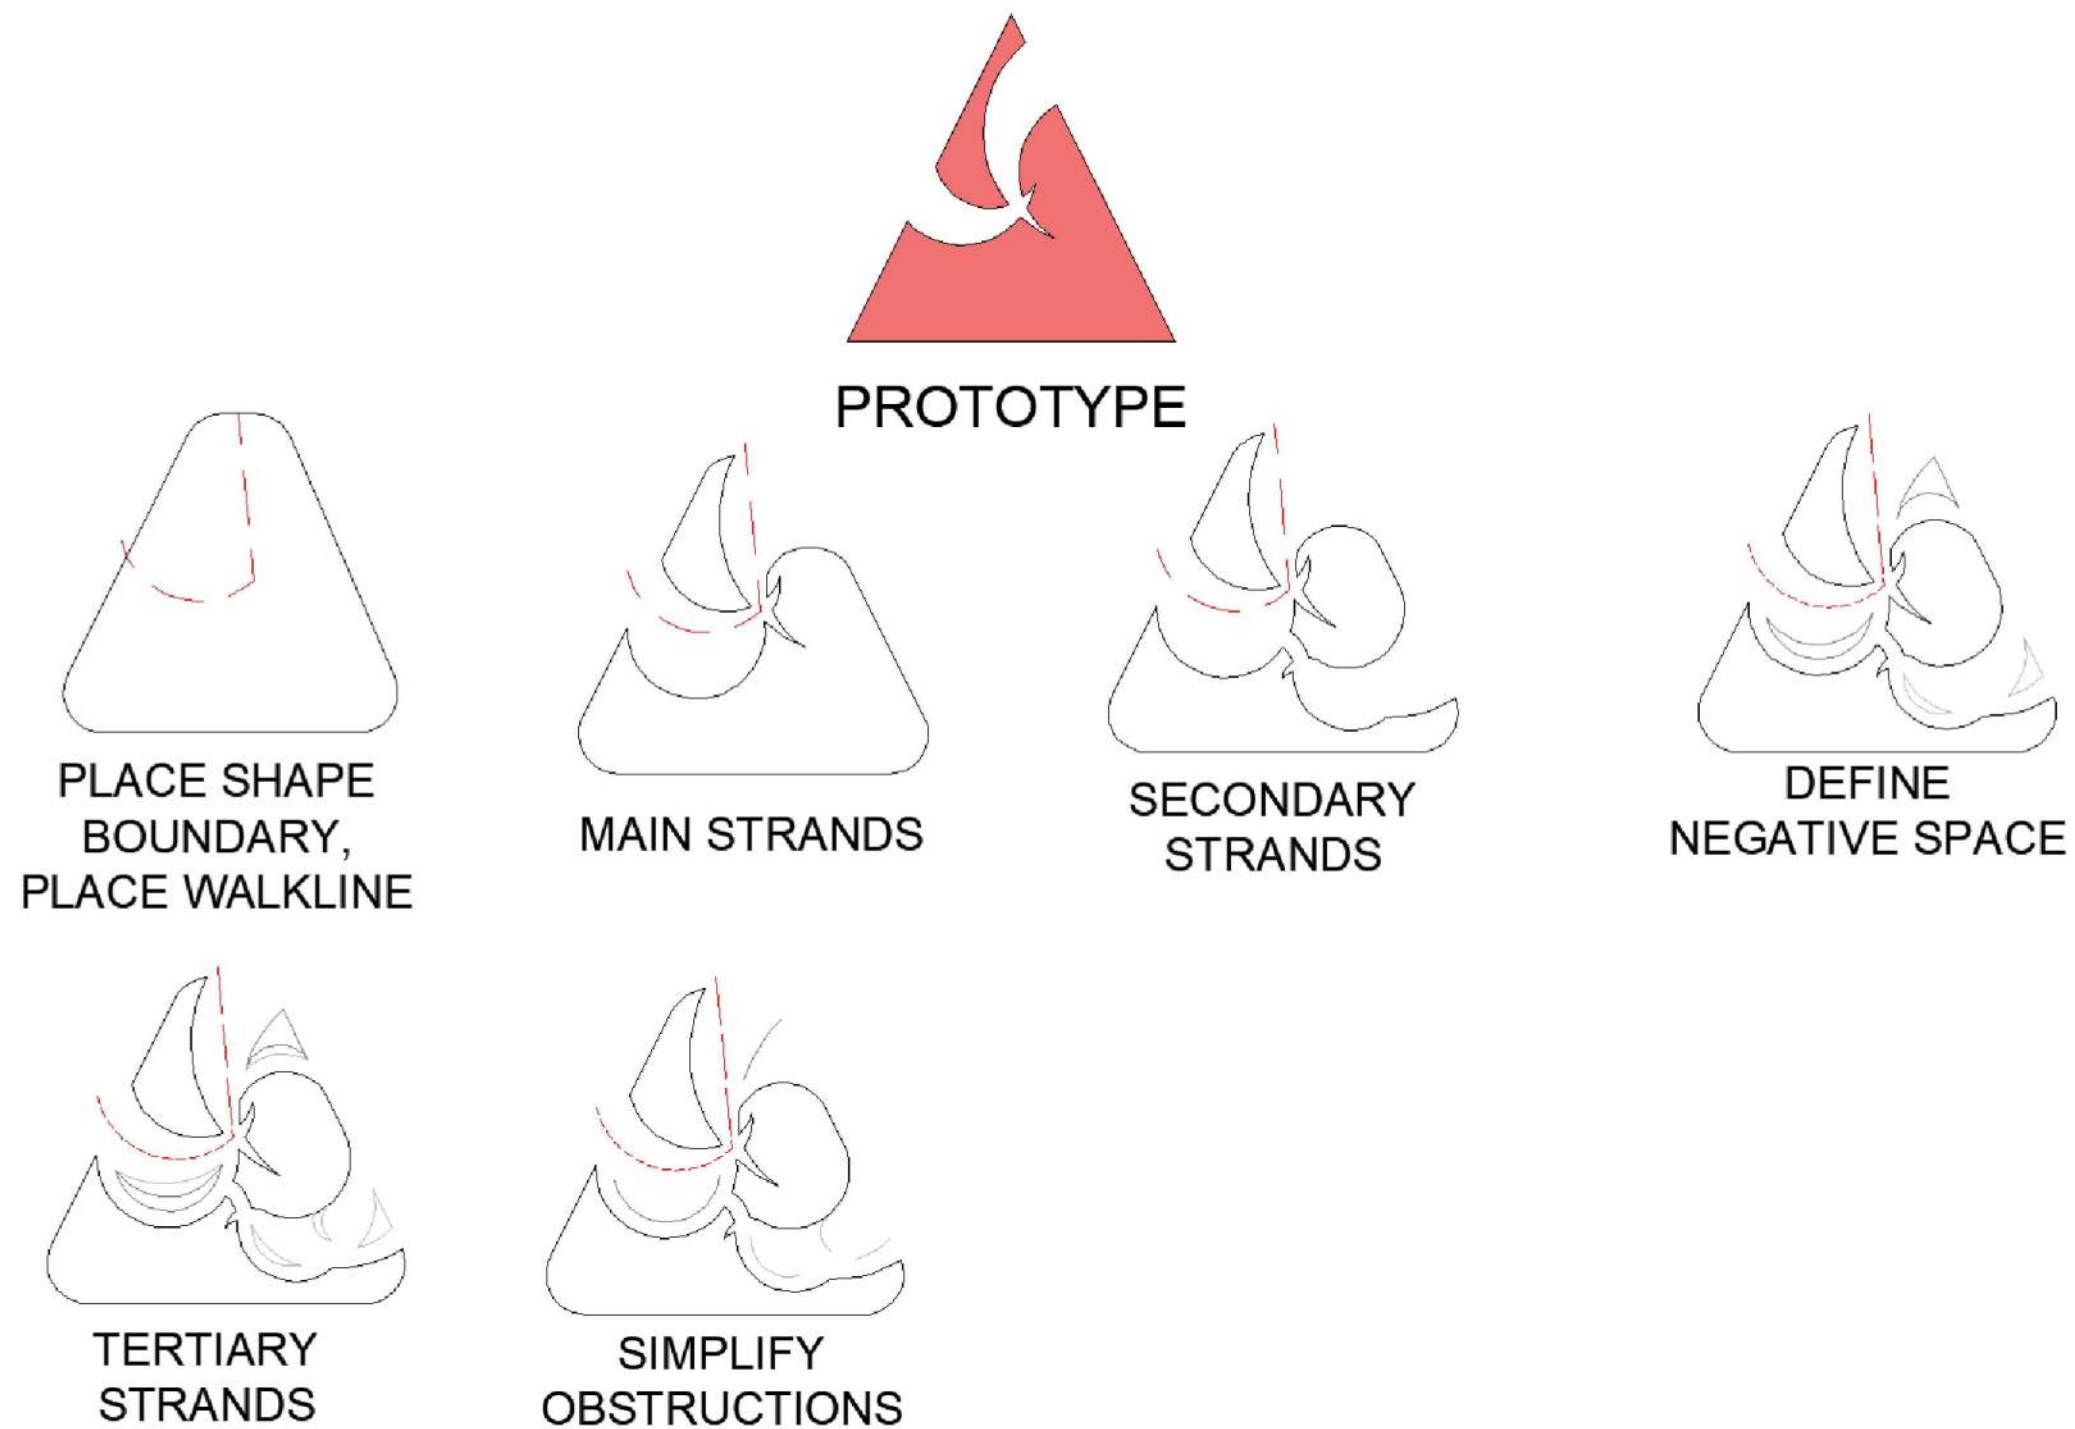 PROTOTYPE
PLACE SHAPE
BOUNDARY,
PLACE WALKLINE
MAIN STRANDS
SECONDARY
STRANDS
DEFINE
NEGATIVE SPACE
TERTIARY
STRANDS
SIMPLIFY
OBSTRUCTIONS